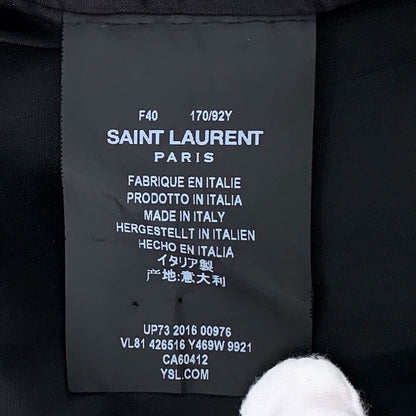 F40 170/92Y
SAINT LAURENT
PARIS
FABRIQUE EN ITALIE
PRODOTTO IN ITALIA
MADE IN ITALY
HERGESTELLT IN ITALIEN
HECHO EN ITALIA
イタリア製
产地:意大利
UP73 2016 00976
VL81 426516 Y469W 9921
CA60412
YSL.COM